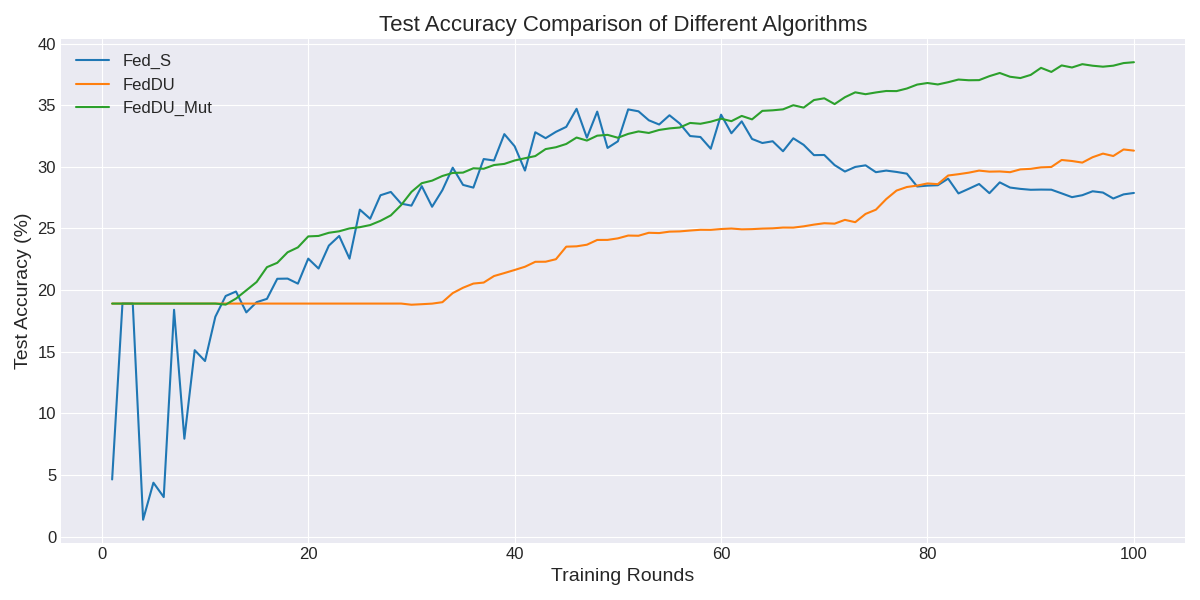 Test Accuracy Comparison of Different Algorithms
Fed_S
FedDU
FedDU_Mut
Test Accuracy (%)
40
35
30
25
20
15
10
5
0
0 20 40 60 80 100
Training Rounds